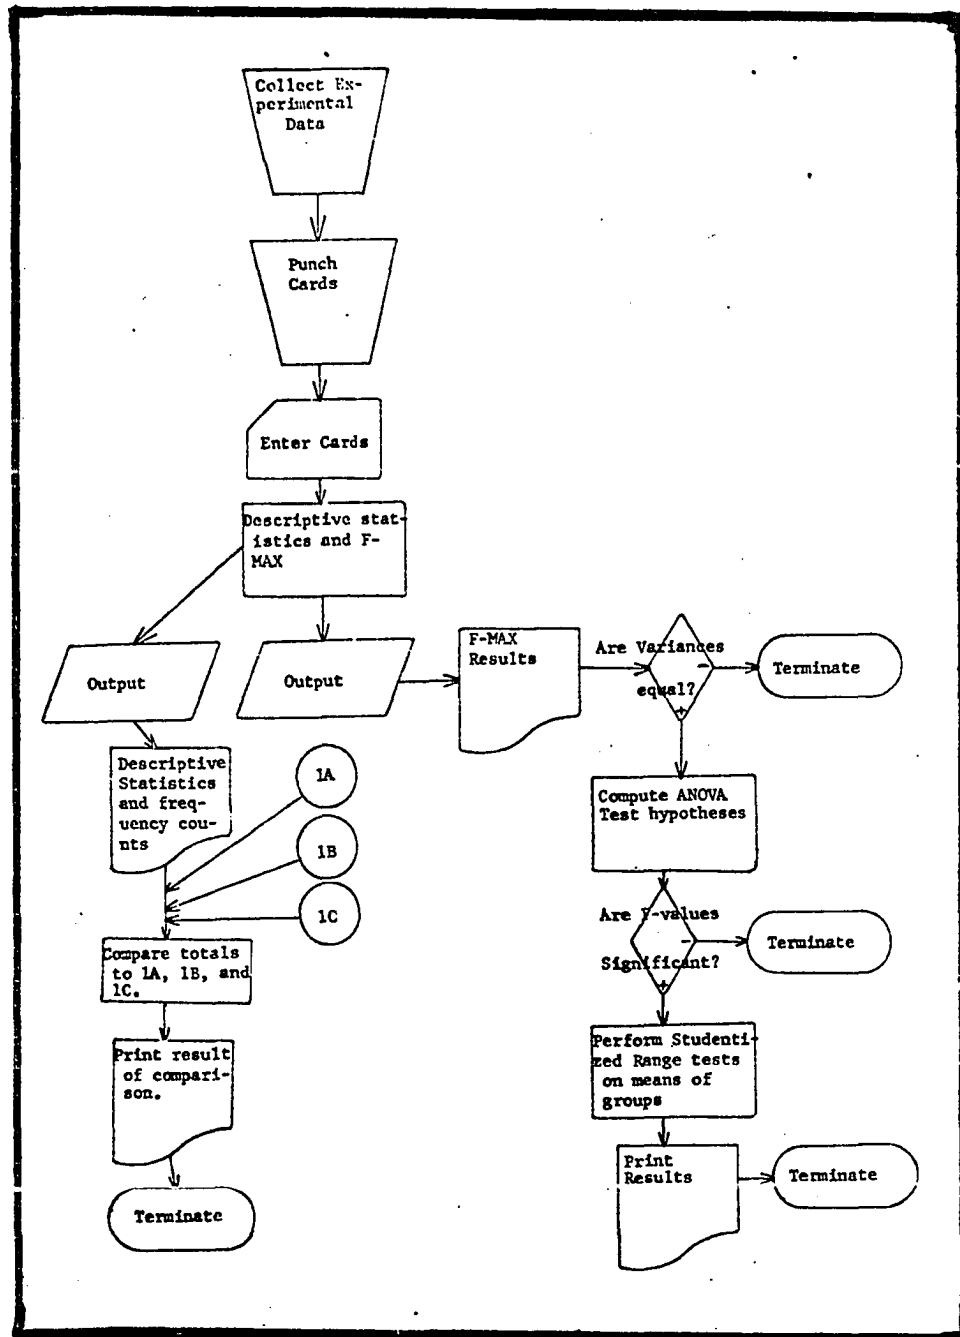 Collect Ex-
perimental
Data
Punch
Cards
Enter Cards
Descriptive stat-
istics and F-
MAX
Output
Output
F-MAX
Results
Are Variances
equal?
-
+
Terminate
Descriptive
Statistics
and freq-
uency cou-
nts
1A
1B
1C
Compare totals
to 1A, 1B, and
1C.
Print result
of compari-
son.
Terminate
Compute ANOVA
Test hypotheses
Are F-values
Significant?
-
+
Terminate
Perform Studenti-
zed Range tests
on means of
groups
Print
Results
Terminate